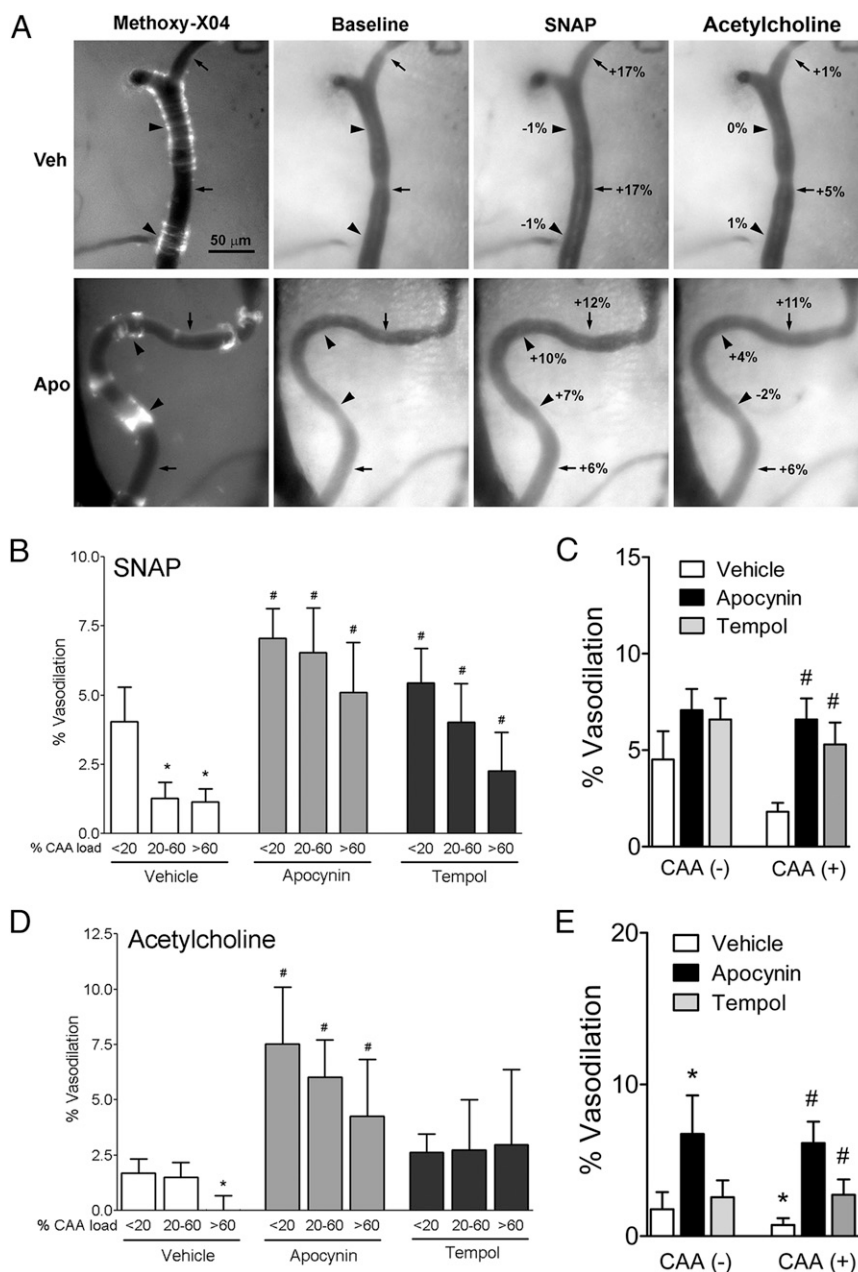 A
Methoxy-X04 Baseline SNAP Acetylcholine
Veh
+17% +1%
-1% 0%
+17% +5%
-1% 1%
50 μm
Apo
+12% +11%
+10% +4%
+7% -2%
+6% +6%
B
SNAP
% Vasodilation
10.0
7.5
5.0
2.5
0.0
* *
# # #
# # #
% CAA load <20 20-60 >60 <20 20-60 >60 <20 20-60 >60
Vehicle Apocynin Tempol
C
% Vasodilation
15
10
5
0
Vehicle
Apocynin
Tempol
# #
CAA (-) CAA (+)
D
Acetylcholine
% Vasodilation
12.5
10.0
7.5
5.0
2.5
0.0
*
# # #
% CAA load <20 20-60 >60 <20 20-60 >60 <20 20-60 >60
Vehicle Apocynin Tempol
E
% Vasodilation
20
10
0
Vehicle
Apocynin
Tempol
* * # #
CAA (-) CAA (+)